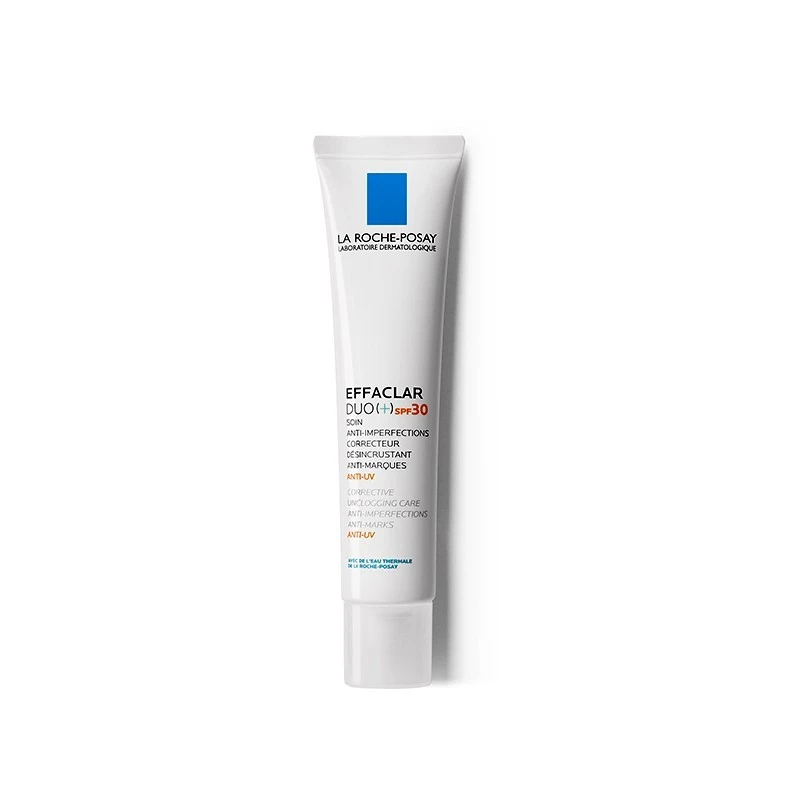 LA ROCHE-POSAY
LABORATOIRE DERMATOLOGIQUE
EFFACLAR
DUO(+) SPF30
SOIN
ANTI-IMPERFECTIONS
CORRECTEUR
DÉSINCRUSTANT
ANTI-MARQUES
ANTI-UV
CORRECTIVE
UNCLOGGING CARE
ANTI-IMPERFECTIONS
ANTI-MARKS
ANTI-UV
AVEC DE L'EAU THERMALE
DE LA ROCHE-POSAY